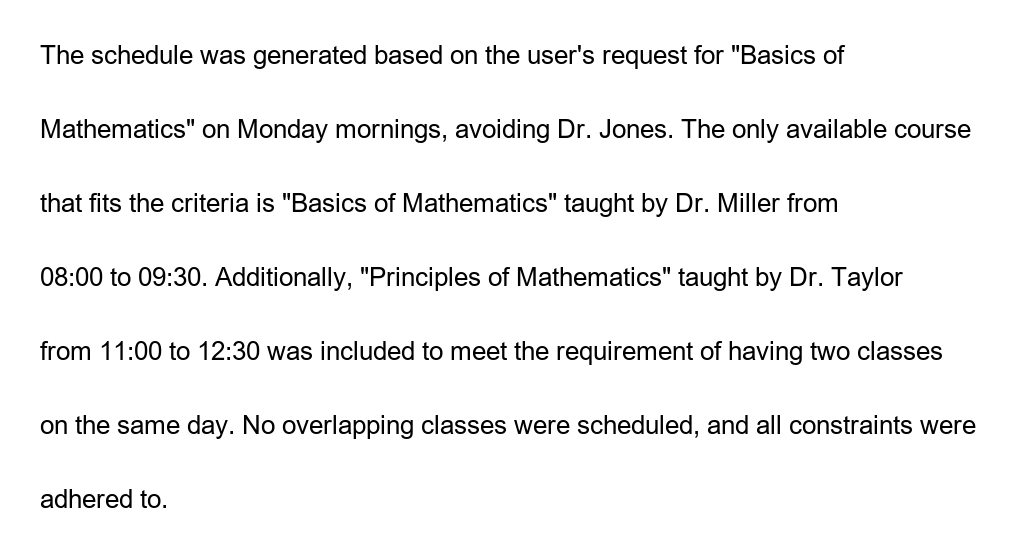 The schedule was generated based on the user's request for "Basics of
Mathematics" on Monday mornings, avoiding Dr. Jones. The only available course
that fits the criteria is "Basics of Mathematics" taught by Dr. Miller from
08:00 to 09:30. Additionally, "Principles of Mathematics" taught by Dr. Taylor
from 11:00 to 12:30 was included to meet the requirement of having two classes
on the same day. No overlapping classes were scheduled, and all constraints were
adhered to.